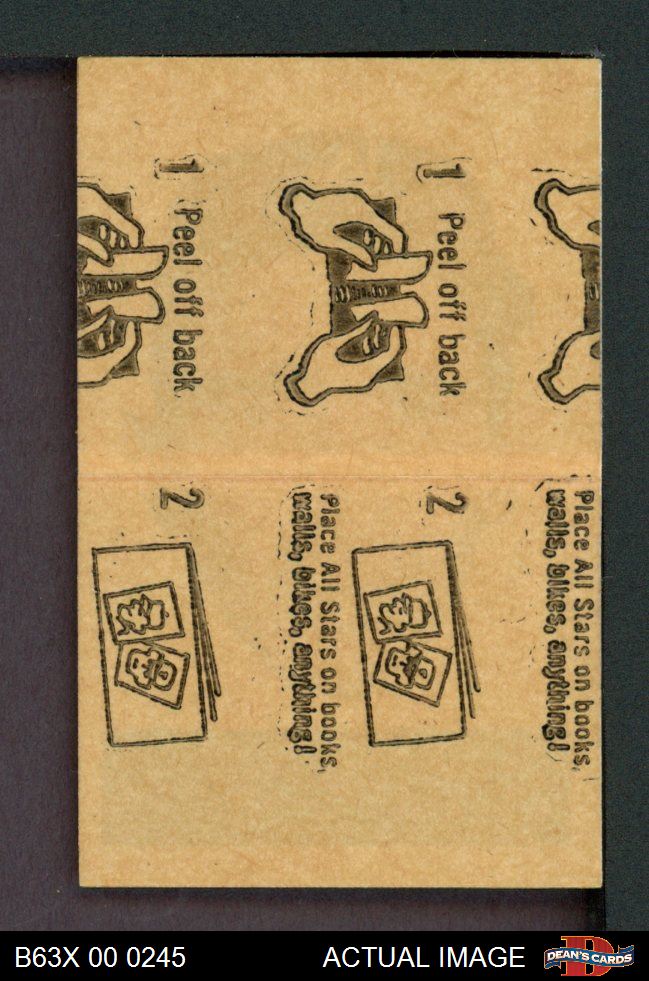 1
Peel off back
1
Peel off back
2
Place All Stars on books,
walls, bikes, anything!
2
Place All Stars on books,
walls, bikes, anything!
B63X 00 0245
ACTUAL IMAGE
DEAN'S CARDS